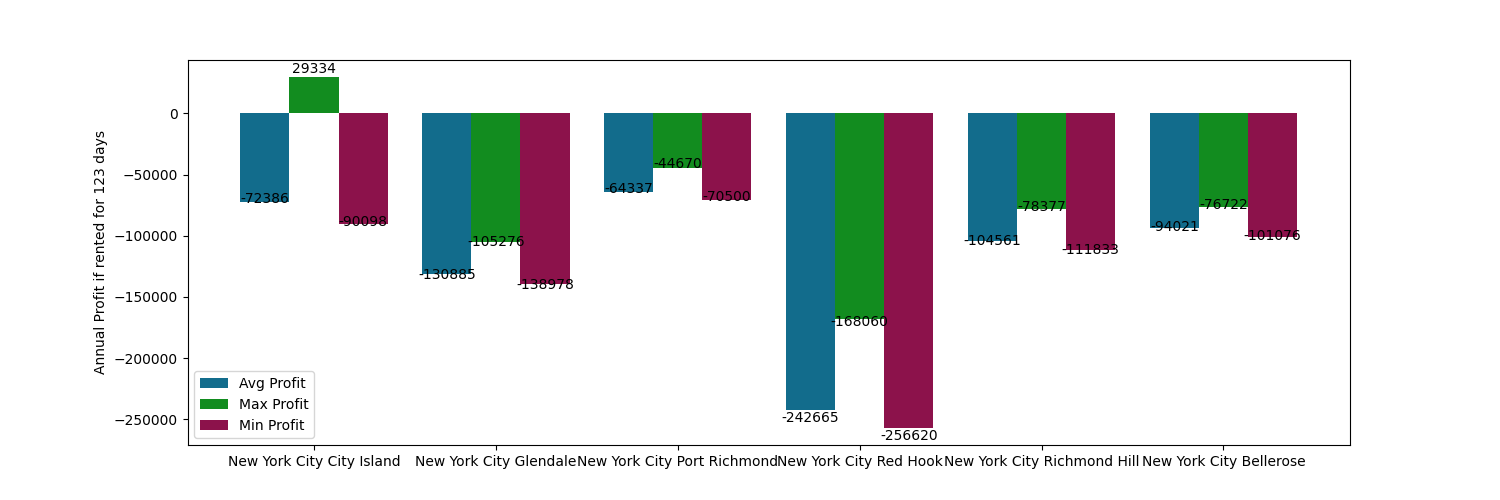 29334
0
-44670
-64337
-50000
-70500
-72386
-76722
-78377
-90098
-94021
-100000
-101076
-104561
-105276
-111833
-130885
-138978
-150000
-168060
-200000
-242665
-250000
-256620
Annual Profit if rented for 123 days
Avg Profit
Max Profit
Min Profit
New York City City Island
New York City Glendale
New York City Port Richmond
New York City Red Hook
New York City Richmond Hill
New York City Bellerose